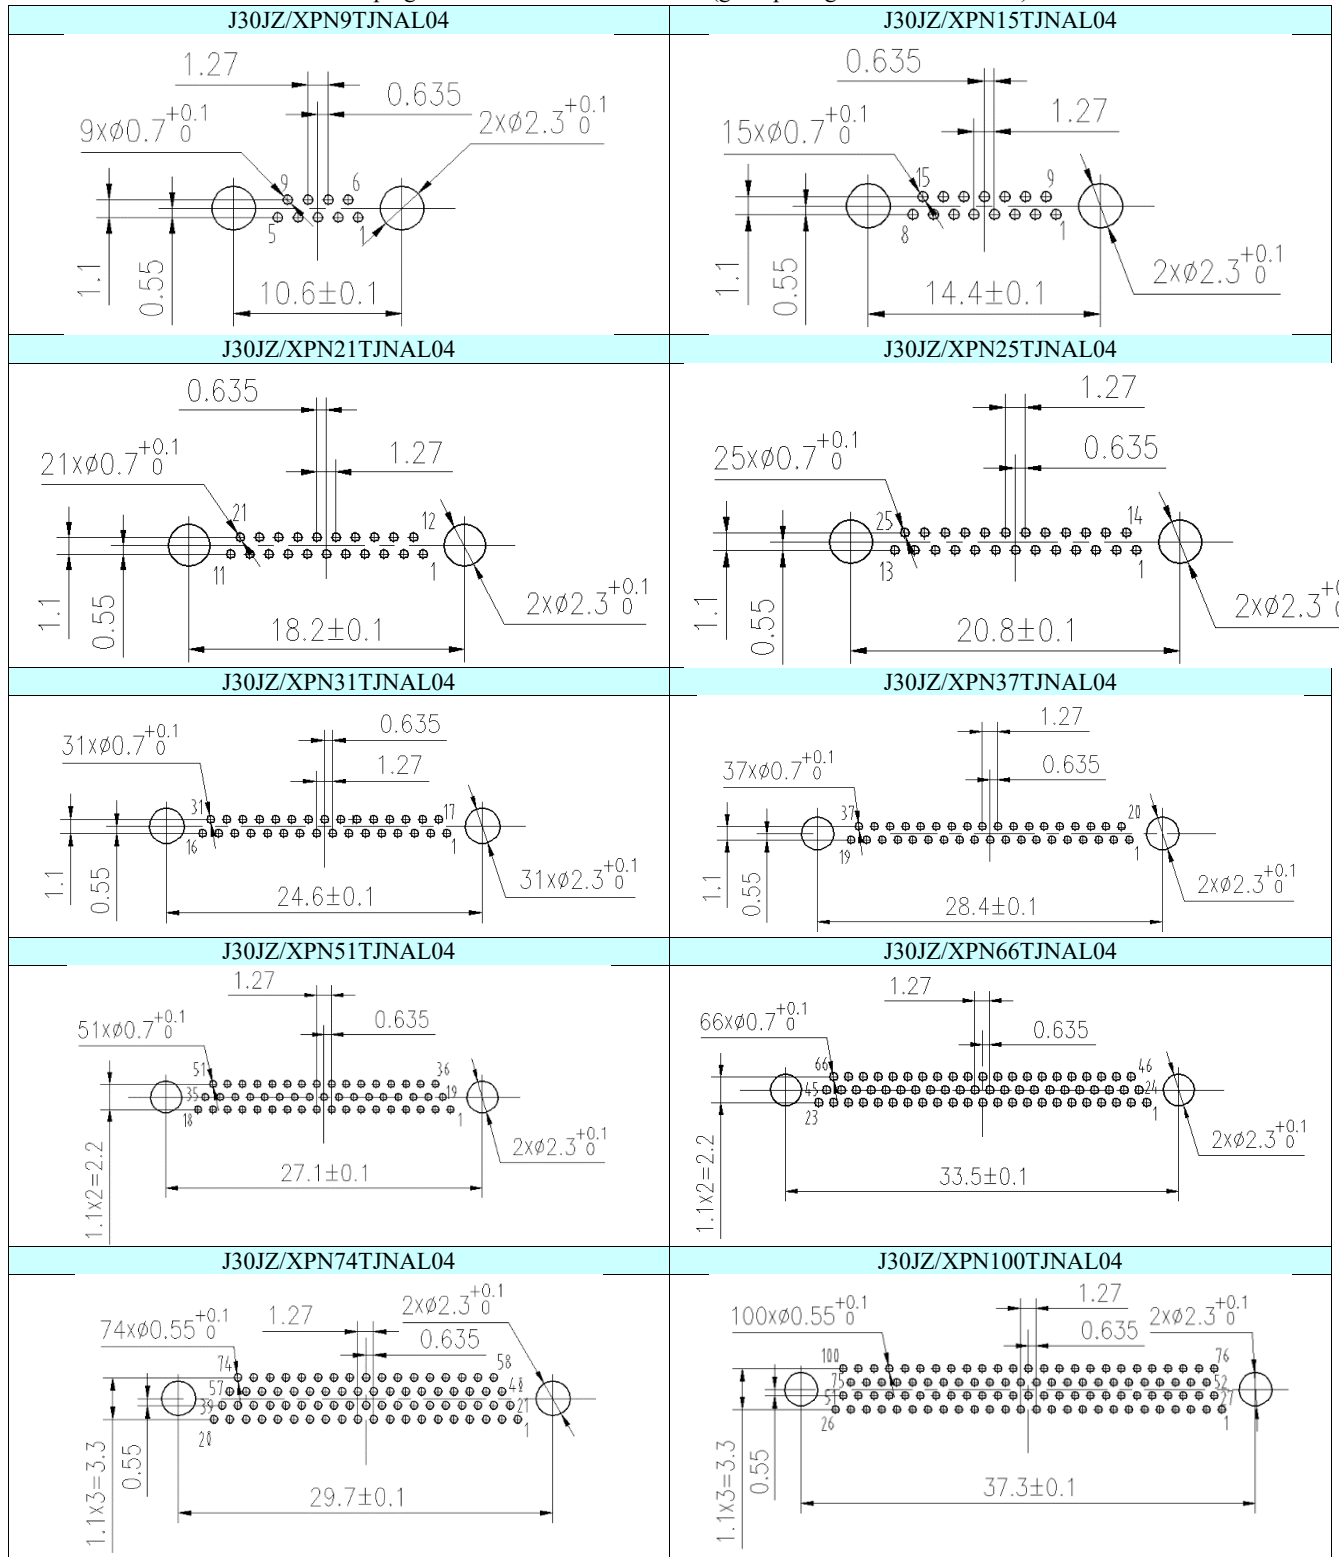 J30JZ/XPN9TJNAL04
1.27
0.635
9xø0.7 +0.1 0
2xø2.3 +0.1 0
9
6
5
1
1.1
0.55
10.6±0.1
J30JZ/XPN15TJNAL04
0.635
1.27
15xø0.7 +0.1 0
15
9
8
1
1.1
0.55
14.4±0.1
2xø2.3 +0.1 0
J30JZ/XPN21TJNAL04
0.635
1.27
21xø0.7 +0.1 0
21
12
11
1
1.1
0.55
18.2±0.1
2xø2.3 +0.1 0
J30JZ/XPN25TJNAL04
1.27
0.635
25xø0.7 +0.1 0
25
14
13
1
1.1
0.55
20.8±0.1
2xø2.3 +0 0
J30JZ/XPN31TJNAL04
0.635
1.27
31xø0.7 +0.1 0
31
17
16
1
1.1
0.55
24.6±0.1
31xø2.3 +0.1 0
J30JZ/XPN37TJNAL04
1.27
0.635
37xø0.7 +0.1 0
37
20
19
1
1.1
0.55
28.4±0.1
2xø2.3 +0.1 0
J30JZ/XPN51TJNAL04
1.27
0.635
51xø0.7 +0.1 0
51
36
35
19
18
1
1.1x2=2.2
27.1±0.1
2xø2.3 +0.1 0
J30JZ/XPN66TJNAL04
1.27
0.635
66xø0.7 +0.1 0
66
46
45
24
23
1
1.1x2=2.2
33.5±0.1
2xø2.3 +0.1 0
J30JZ/XPN74TJNAL04
1.27
0.635
74xø0.55 +0.1 0
2xø2.3 +0.1 0
74
58
57
39
21
20
1
1.1x3=3.3
0.55
29.7±0.1
J30JZ/XPN100TJNAL04
1.27
0.635
100xø0.55 +0.1 0
2xø2.3 +0.1 0
100
76
75
52
51
27
26
1
1.1x3=3.3
0.55
37.3±0.1